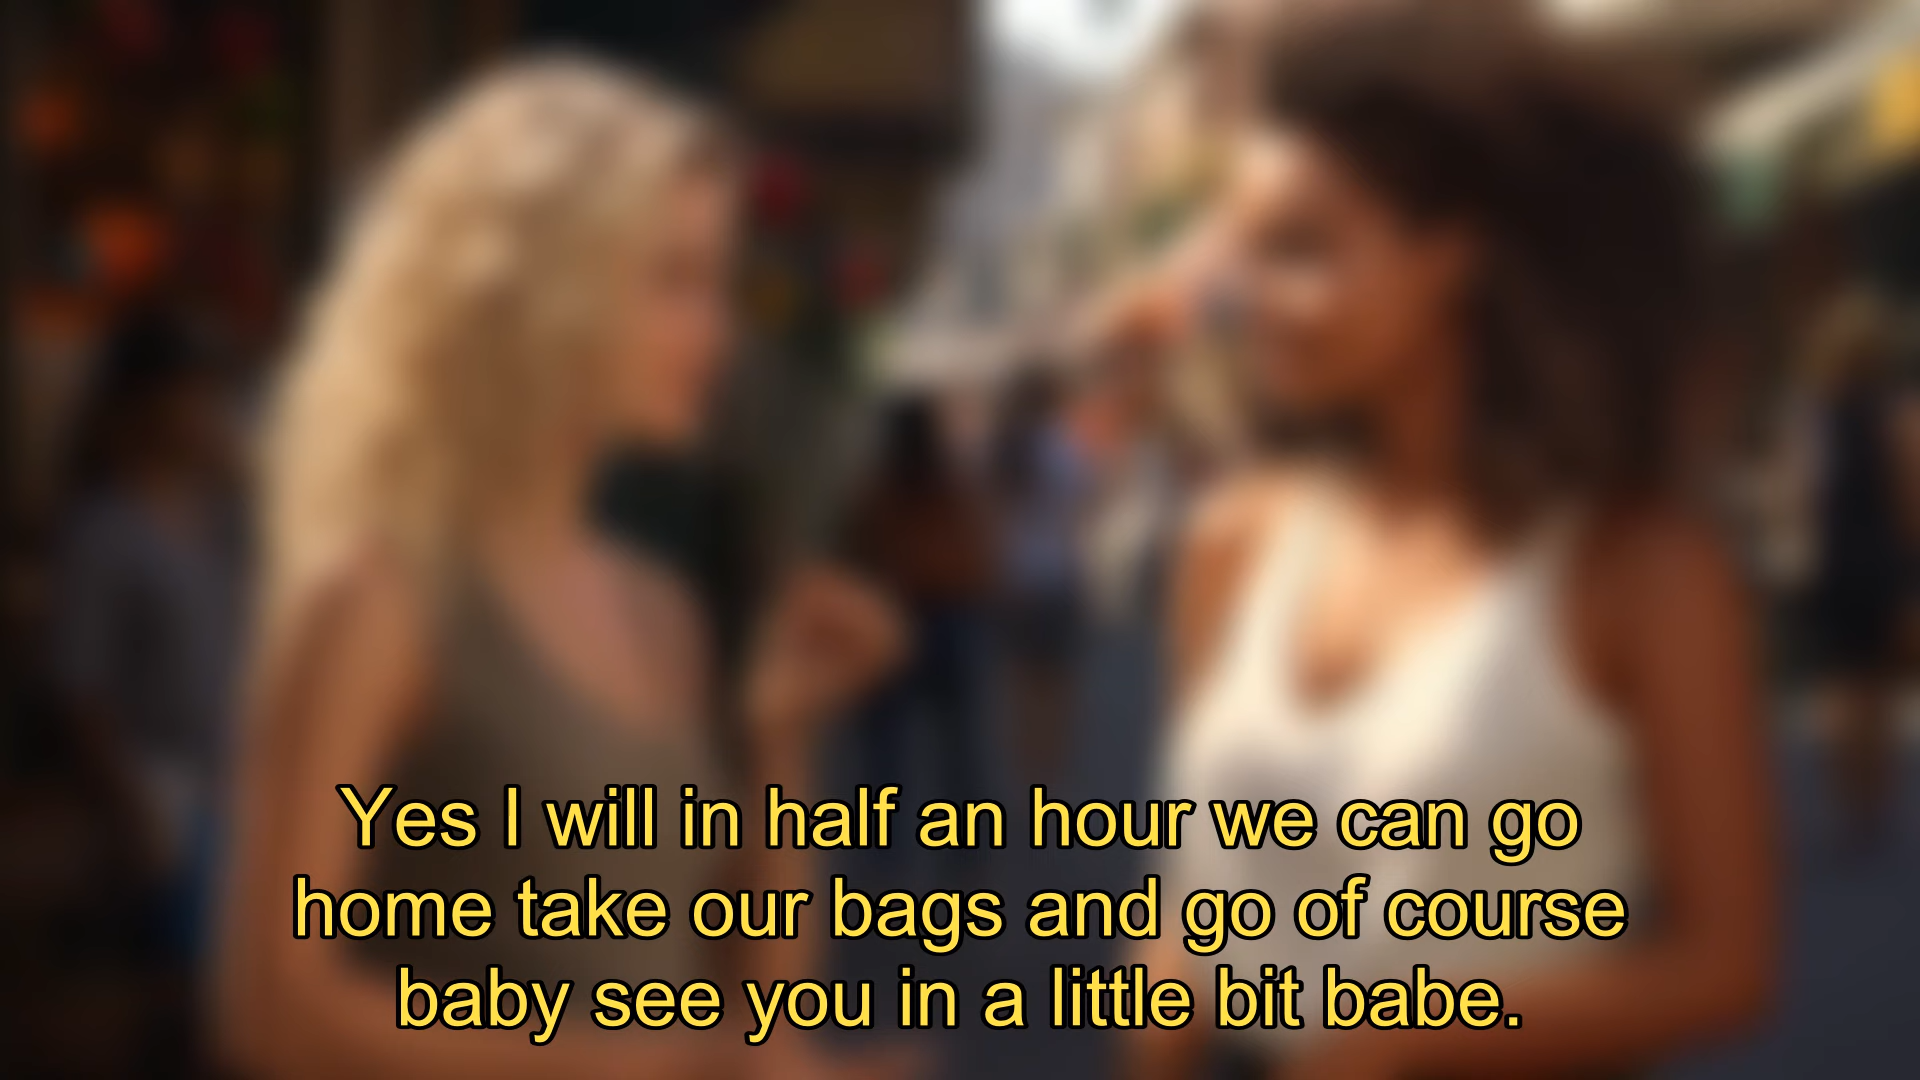 Yes I will in half an hour we can go
home take our bags and go of course
baby see you in a little bit babe.